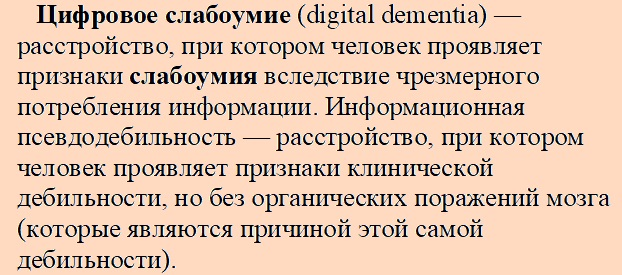 Цифровое слабоумие (digital dementia) —
расстройство, при котором человек проявляет
признаки слабоумия вследствие чрезмерного
потребления информации. Информационная
псевдодебильность — расстройство, при котором
человек проявляет признаки клинической
дебильности, но без органических поражений мозга
(которые являются причиной этой самой
дебильности).